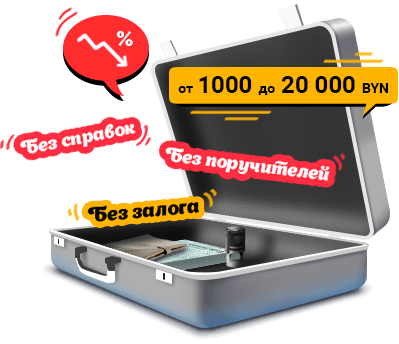 %
от 1000 до 20 000 BYN
Без справок
Без поручителей
Без залога